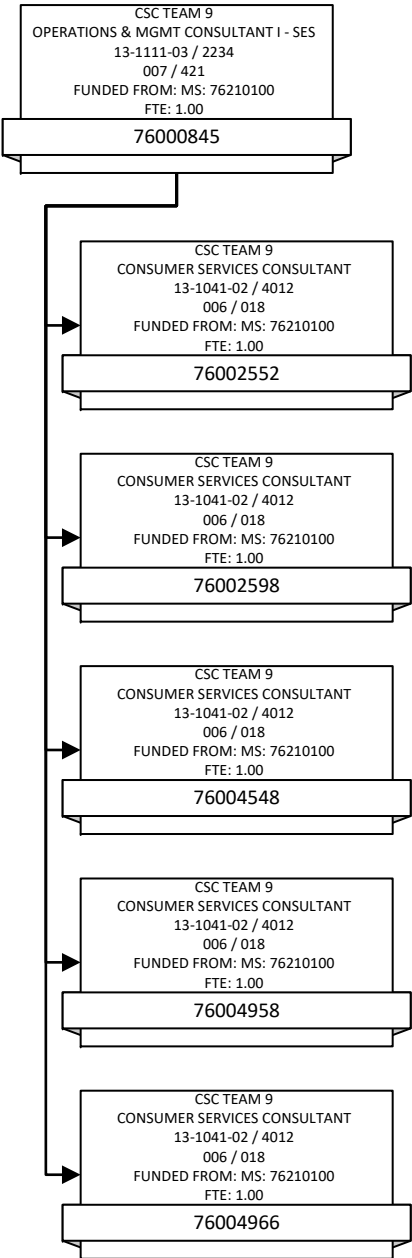 CSC TEAM 9
OPERATIONS & MGMT CONSULTANT I - SES
13-1111-03 / 2234
007 / 421
FUNDED FROM: MS: 76210100
FTE: 1.00
76000845
CSC TEAM 9
CONSUMER SERVICES CONSULTANT
13-1041-02 / 4012
006 / 018
FUNDED FROM: MS: 76210100
FTE: 1.00
76002552
CSC TEAM 9
CONSUMER SERVICES CONSULTANT
13-1041-02 / 4012
006 / 018
FUNDED FROM: MS: 76210100
FTE: 1.00
76002598
CSC TEAM 9
CONSUMER SERVICES CONSULTANT
13-1041-02 / 4012
006 / 018
FUNDED FROM: MS: 76210100
FTE: 1.00
76004548
CSC TEAM 9
CONSUMER SERVICES CONSULTANT
13-1041-02 / 4012
006 / 018
FUNDED FROM: MS: 76210100
FTE: 1.00
76004958
CSC TEAM 9
CONSUMER SERVICES CONSULTANT
13-1041-02 / 4012
006 / 018
FUNDED FROM: MS: 76210100
FTE: 1.00
76004966